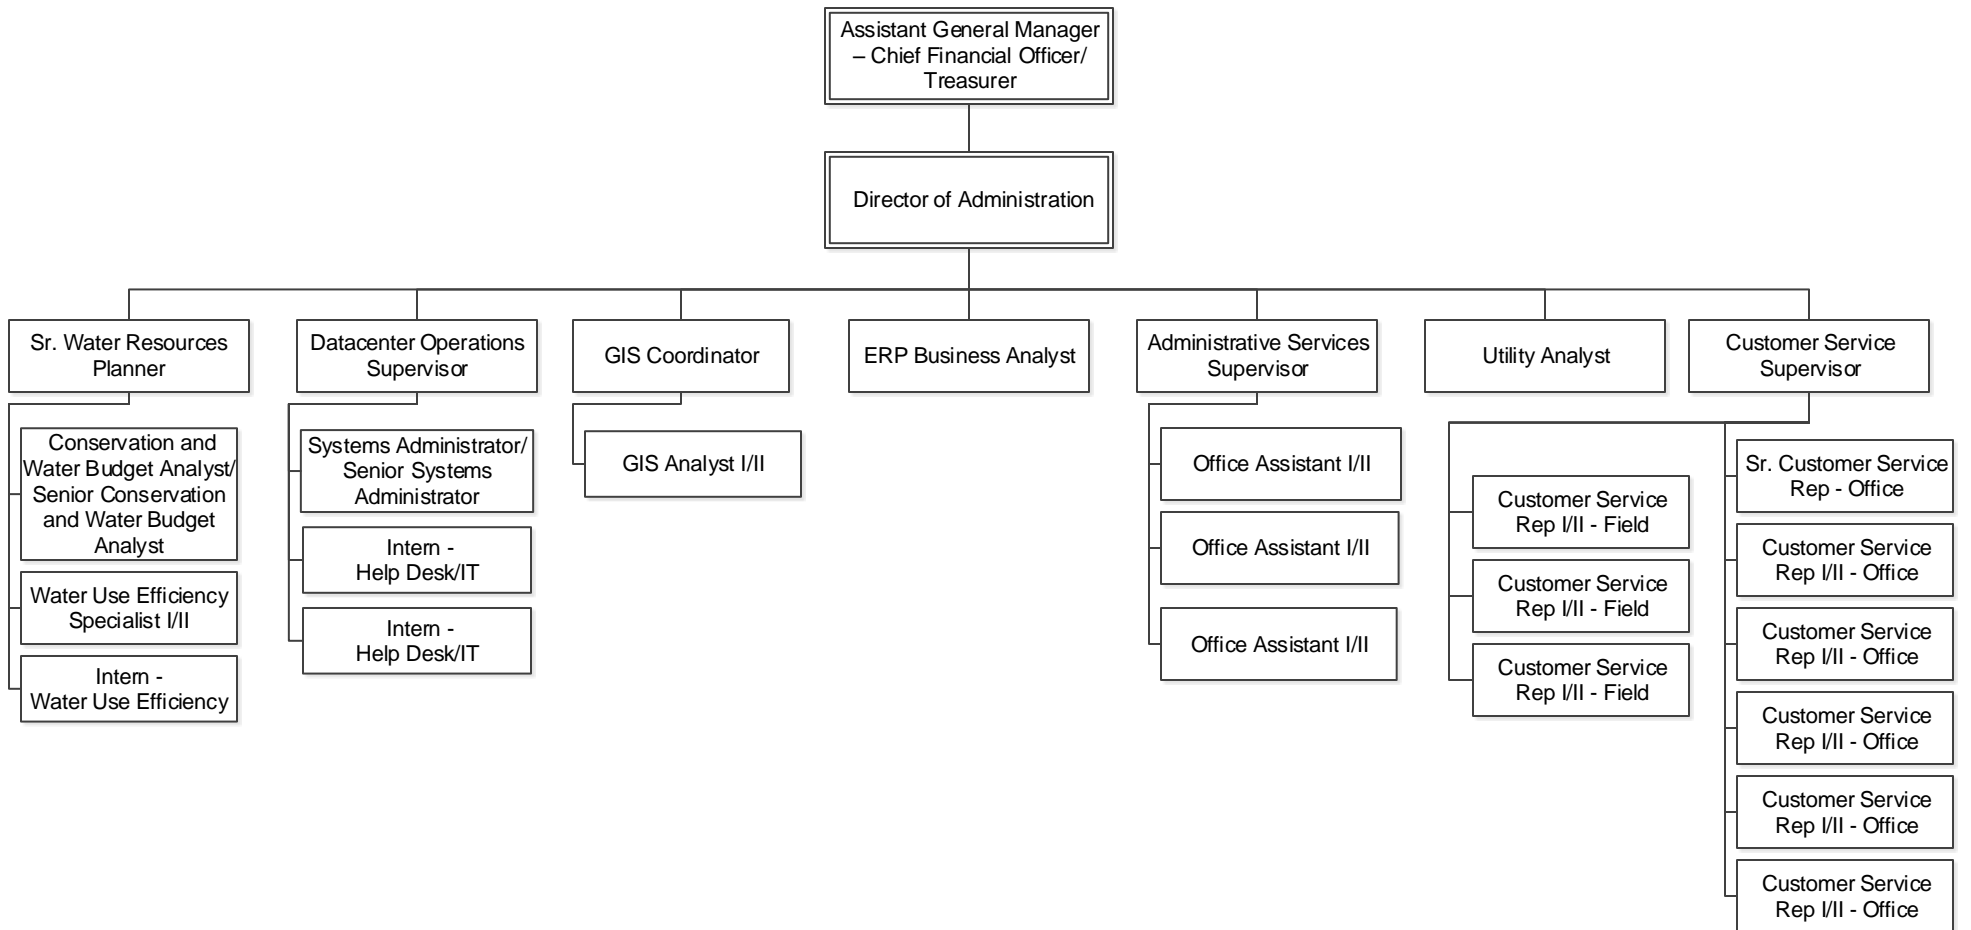 Assistant General Manager
– Chief Financial Officer/
Treasurer
Director of Administration
Sr. Water Resources
Planner
Datacenter Operations
Supervisor
GIS Coordinator
ERP Business Analyst
Administrative Services
Supervisor
Utility Analyst
Customer Service
Supervisor
Conservation and
Water Budget Analyst/
Senior Conservation
and Water Budget
Analyst
Water Use Efficiency
Specialist I/II
Intern -
Water Use Efficiency
Systems Administrator/
Senior Systems
Administrator
Intern -
Help Desk/IT
Intern -
Help Desk/IT
GIS Analyst I/II
Office Assistant I/II
Office Assistant I/II
Office Assistant I/II
Customer Service
Rep I/II - Field
Customer Service
Rep I/II - Field
Customer Service
Rep I/II - Field
Sr. Customer Service
Rep - Office
Customer Service
Rep I/II - Office
Customer Service
Rep I/II - Office
Customer Service
Rep I/II - Office
Customer Service
Rep I/II - Office
Customer Service
Rep I/II - Office